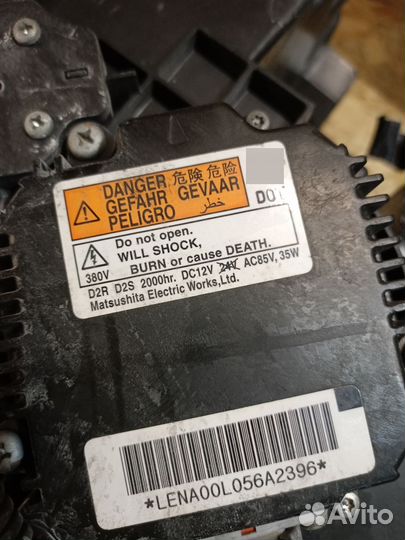 DANGER 危険 危险
GEFAHR GEVAAR
PELIGRO خطر
DOT
380V
Do not open.
WILL SHOCK,
BURN or cause DEATH.
D2R D2S 2000hr. DC12V 24V AC85V, 35W
Matsushita Electric Works,Ltd.
*LENA00L056A2396*
Avito